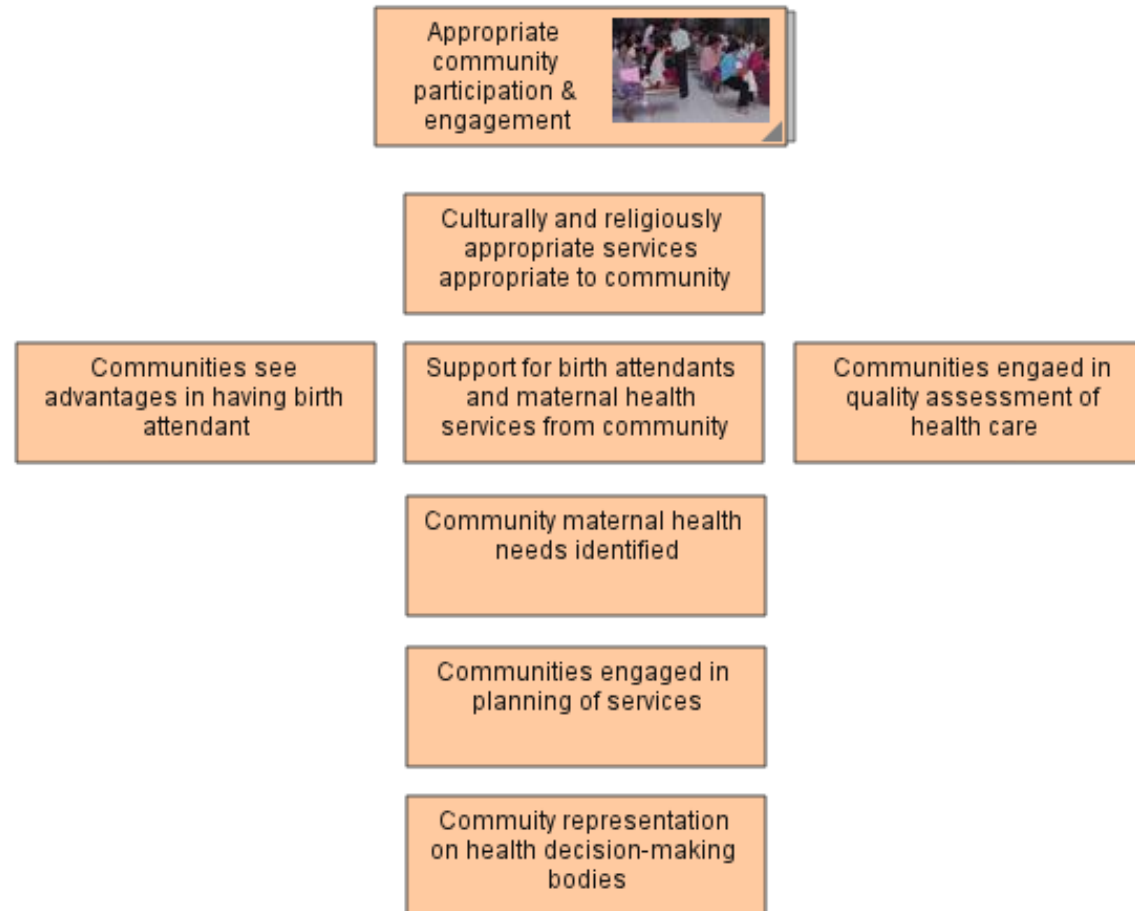 Appropriate
community
participation &
engagement
Culturally and religiously
appropriate services
appropriate to community
Communities see
advantages in having birth
attendant
Support for birth attendants
and maternal health
services from community
Communities engaed in
quality assessment of
health care
Community maternal health
needs identified
Communities engaged in
planning of services
Commuity representation
on health decision-making
bodies